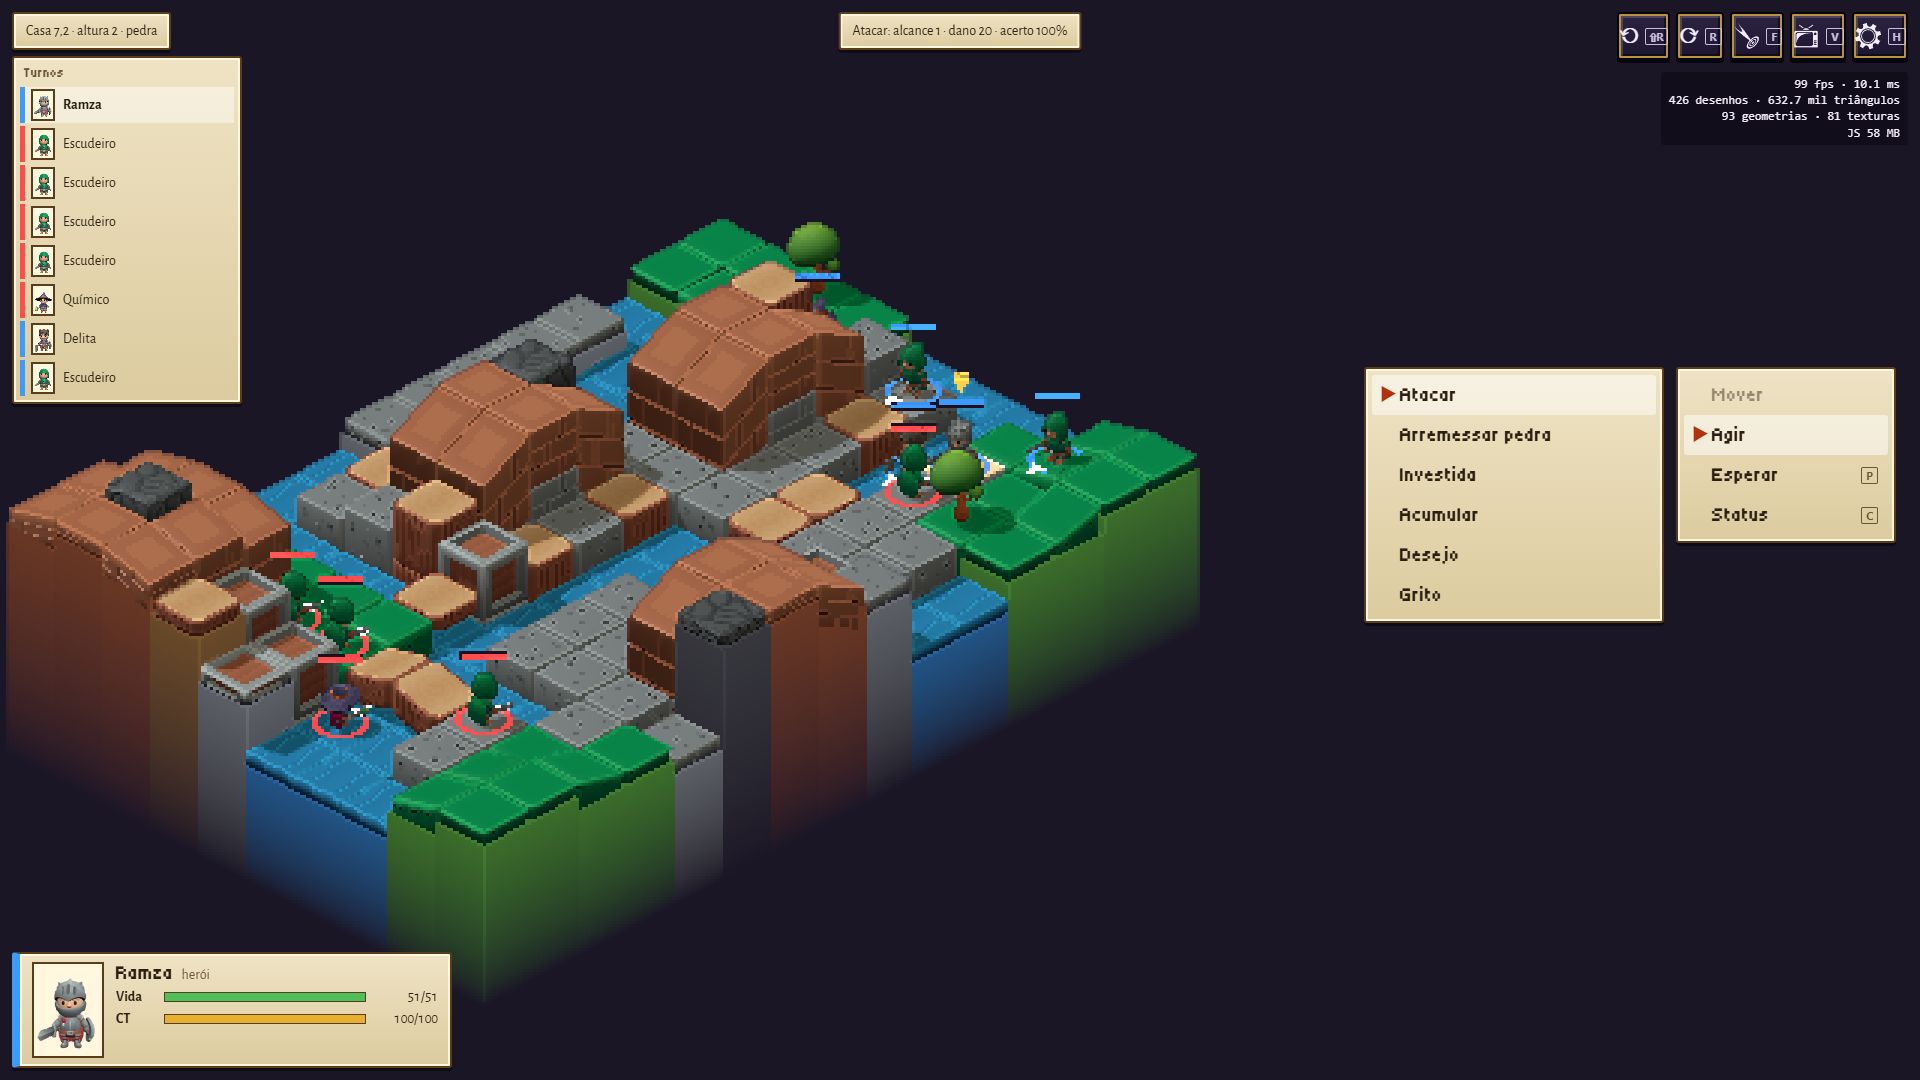 Casa 7,2 · altura 2 · pedra
Atacar: alcance 1 · dano 20 · acerto 100%
⇧R
R
F
V
H
99 fps · 10.1 ms
426 desenhos · 632.7 mil triângulos
93 geometrias · 81 texturas
JS 58 MB
Turnos
Ramza
Escudeiro
Escudeiro
Escudeiro
Escudeiro
Químico
Delita
Escudeiro
Atacar
Arremessar pedra
Investida
Acumular
Desejo
Grito
Mover
Agir
Esperar P
Status C
Ramza herói
Vida 51/51
CT 100/100